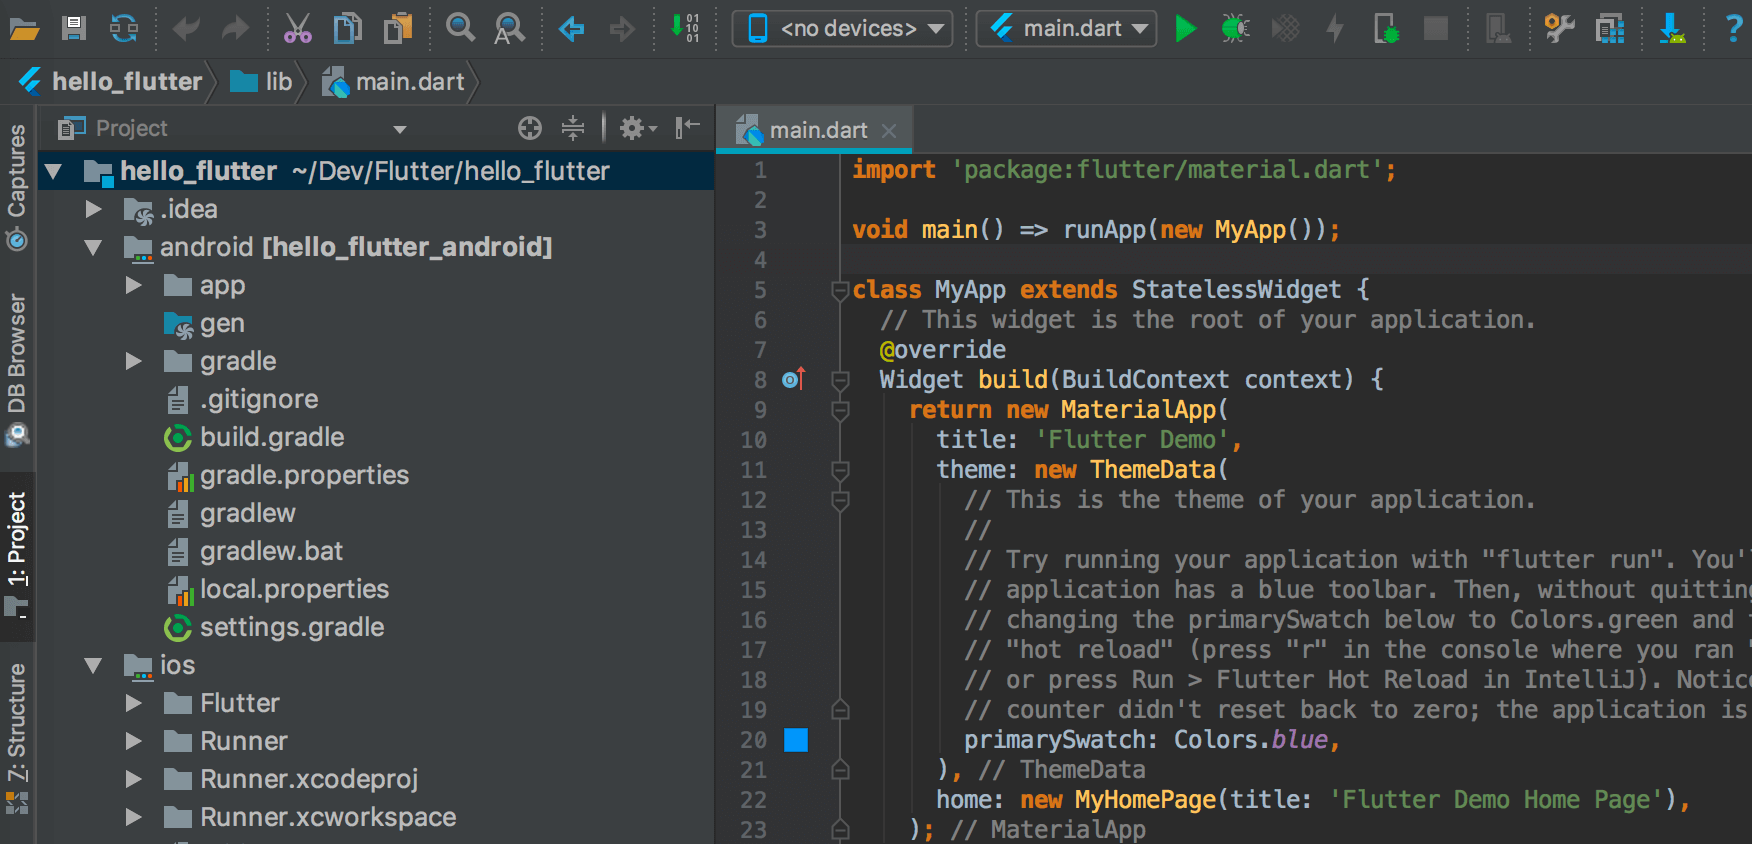 <no devices>
main.dart
?
hello_flutter
lib
main.dart
Captures
DB Browser
1: Project
7: Structure
Project
hello_flutter ~/Dev/Flutter/hello_flutter
.idea
android [hello_flutter_android]
app
gen
gradle
.gitignore
build.gradle
gradle.properties
gradlew
gradlew.bat
local.properties
settings.gradle
ios
Flutter
Runner
Runner.xcodeproj
Runner.xcworkspace
main.dart
1 import 'package:flutter/material.dart';
2
3 void main() => runApp(new MyApp());
4
5 class MyApp extends StatelessWidget {
6 // This widget is the root of your application.
7 @override
8 Widget build(BuildContext context) {
9 return new MaterialApp(
10 title: 'Flutter Demo',
11 theme: new ThemeData(
12 // This is the theme of your application.
13 //
14 // Try running your application with "flutter run". You'
15 // application has a blue toolbar. Then, without quitting
16 // changing the primarySwatch below to Colors.green and
17 // "hot reload" (press "r" in the console where you ran
18 // or press Run > Flutter Hot Reload in IntelliJ). Notice
19 // counter didn't reset back to zero; the application is
20 primarySwatch: Colors.blue,
21 ), // ThemeData
22 home: new MyHomePage(title: 'Flutter Demo Home Page'),
23 ); // MaterialApp